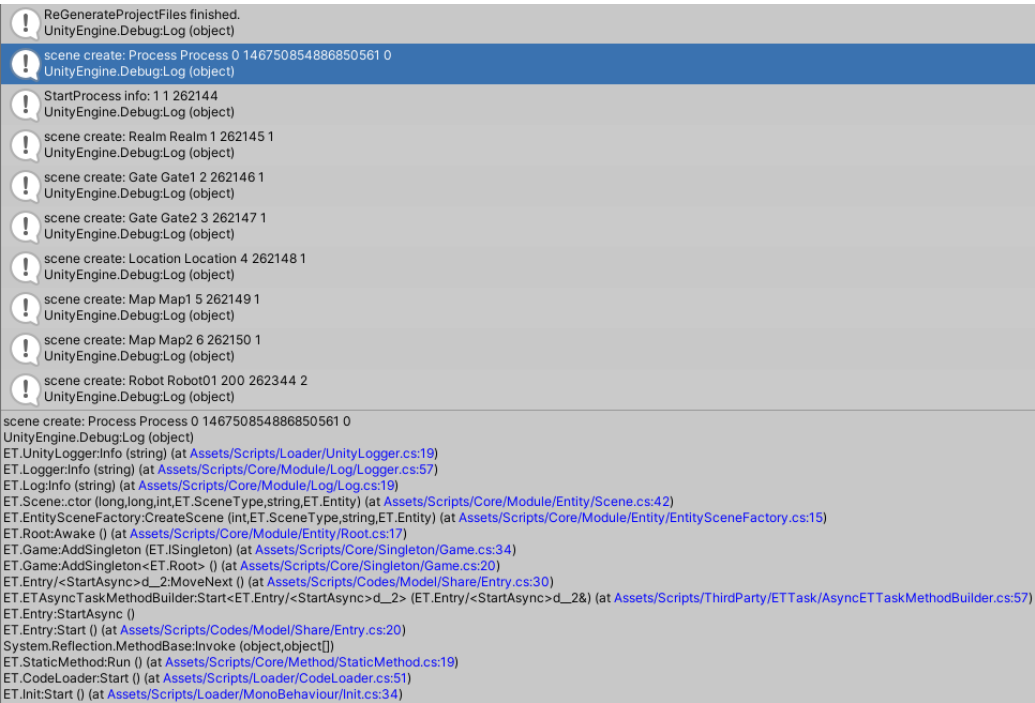 ReGenerateProjectFiles finished.
UnityEngine.Debug:Log (object)
scene create: Process Process 0 146750854886850561 0
UnityEngine.Debug:Log (object)
StartProcess info: 1 1 262144
UnityEngine.Debug:Log (object)
scene create: Realm Realm 1 262145 1
UnityEngine.Debug:Log (object)
scene create: Gate Gate1 2 262146 1
UnityEngine.Debug:Log (object)
scene create: Gate Gate2 3 262147 1
UnityEngine.Debug:Log (object)
scene create: Location Location 4 262148 1
UnityEngine.Debug:Log (object)
scene create: Map Map1 5 262149 1
UnityEngine.Debug:Log (object)
scene create: Map Map2 6 262150 1
UnityEngine.Debug:Log (object)
scene create: Robot Robot01 200 262344 2
UnityEngine.Debug:Log (object)
scene create: Process Process 0 146750854886850561 0
UnityEngine.Debug:Log (object)
ET.UnityLogger:Info (string) (at Assets/Scripts/Loader/UnityLogger.cs:19)
ET.Logger:Info (string) (at Assets/Scripts/Core/Module/Log/Logger.cs:57)
ET.Log:Info (string) (at Assets/Scripts/Core/Module/Log/Log.cs:19)
ET.Scene:.ctor (long,long,int,ET.SceneType,string,ET.Entity) (at Assets/Scripts/Core/Module/Entity/Scene.cs:42)
ET.EntitySceneFactory:CreateScene (int,ET.SceneType,string,ET.Entity) (at Assets/Scripts/Core/Module/Entity/EntitySceneFactory.cs:15)
ET.Root:Awake () (at Assets/Scripts/Core/Module/Entity/Root.cs:17)
ET.Game:AddSingleton (ET.ISingleton) (at Assets/Scripts/Core/Singleton/Game.cs:34)
ET.Game:AddSingleton<ET.Root> () (at Assets/Scripts/Core/Singleton/Game.cs:20)
ET.Entry/<StartAsync>d__2:MoveNext () (at Assets/Scripts/Codes/Model/Share/Entry.cs:30)
ET.ETAsyncTaskMethodBuilder:Start<ET.Entry/<StartAsync>d__2> (ET.Entry/<StartAsync>d__2&) (at Assets/Scripts/ThirdParty/ETTask/AsyncETTaskMethodBuilder.cs:57)
ET.Entry:StartAsync ()
ET.Entry:Start () (at Assets/Scripts/Codes/Model/Share/Entry.cs:20)
System.Reflection.MethodBase:Invoke (object,object[])
ET.StaticMethod:Run () (at Assets/Scripts/Core/Method/StaticMethod.cs:19)
ET.CodeLoader:Start () (at Assets/Scripts/Loader/CodeLoader.cs:51)
ET.Init:Start () (at Assets/Scripts/Loader/MonoBehaviour/Init.cs:34)